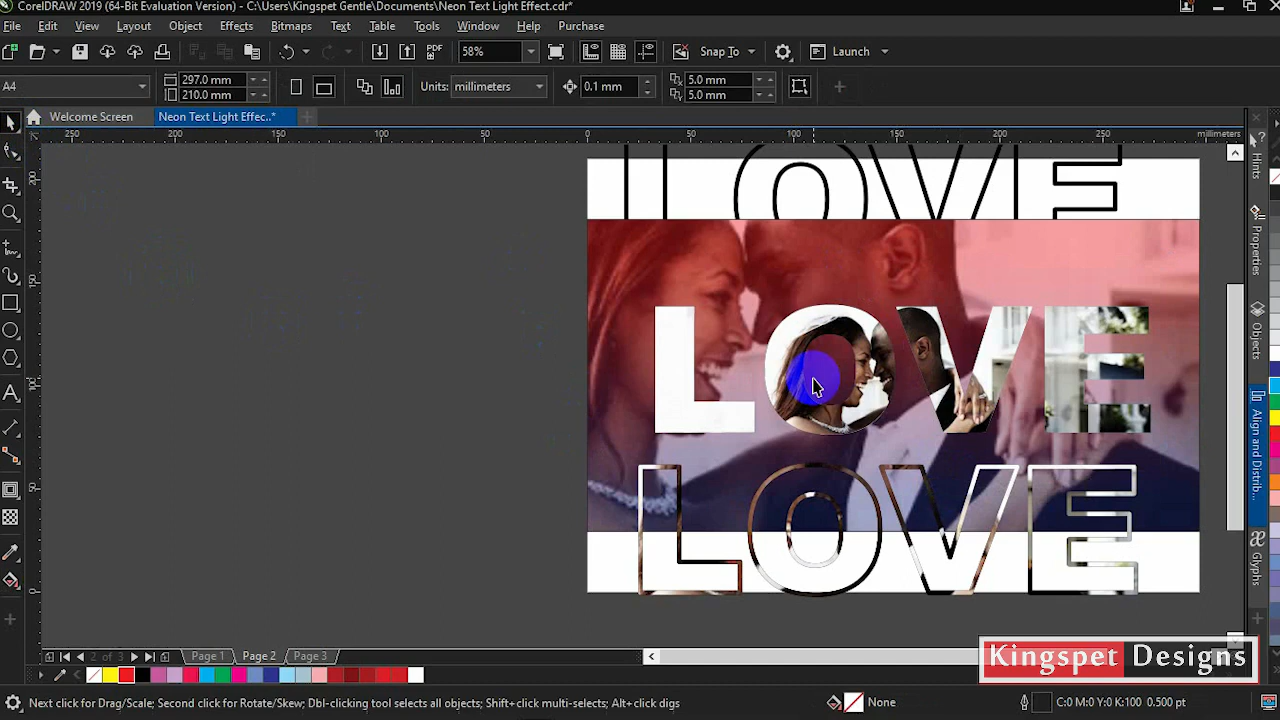 CorelDRAW 2019 (64-Bit Evaluation Version) - C:\Users\Kingspet Gentle\Documents\Neon Text Light Effect.cdr*
File Edit View Layout Object Effects Bitmaps Text Table Tools Window Help Purchase
PDF 58% Snap To Launch
A4 297.0 mm 210.0 mm Units: millimeters 0.1 mm 5.0 mm 5.0 mm
Welcome Screen Neon Text Light Effec..*
250 200 150 100 50 0 50 100 150 200 250 millimeters
LOVE
LOVE
LOVE
Hints
Properties
Objects
Align and Distrib...
Glyphs
2 of 3 Page 1 Page 2 Page 3
Kingspet Designs
Next click for Drag/Scale; Second click for Rotate/Skew; Dbl-clicking tool selects all objects; Shift+click multi-selects; Alt+click digs None C:0 M:0 Y:0 K:100 0.500 pt